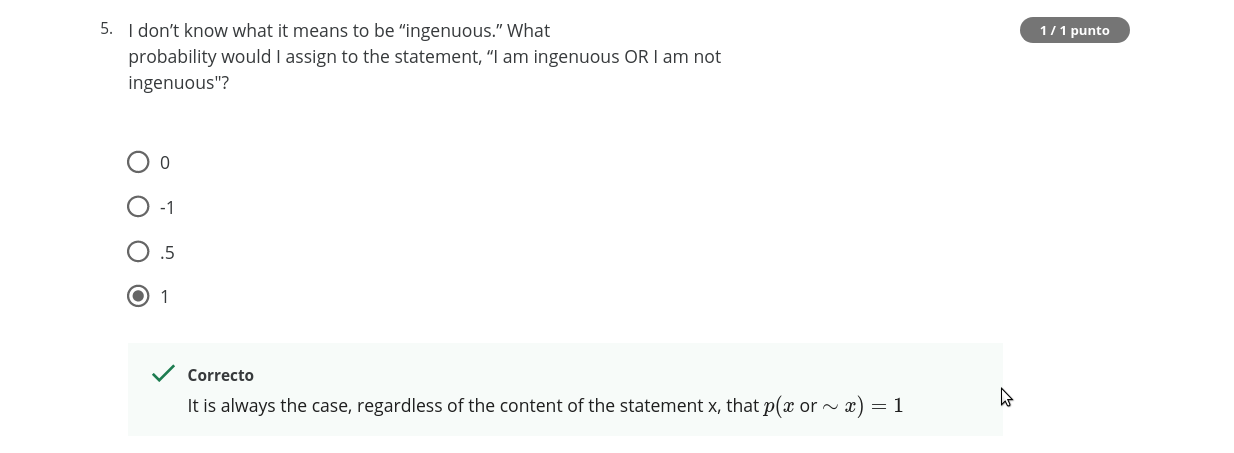 5. I don’t know what it means to be “ingenuous.” What
1 / 1 punto
probability would I assign to the statement, “I am ingenuous OR I am not
ingenuous"?
0
-1
.5
1
Correcto
It is always the case, regardless of the content of the statement x, that p(x or ∼ x) = 1